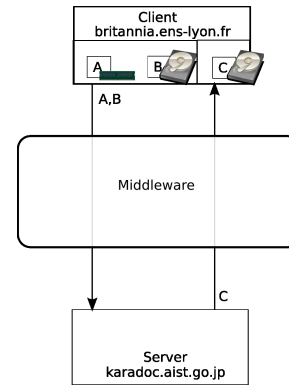 Client
britannia.ens-lyon.fr
A
B
C
A,B
Middleware
C
Server
karadoc.aist.go.jp